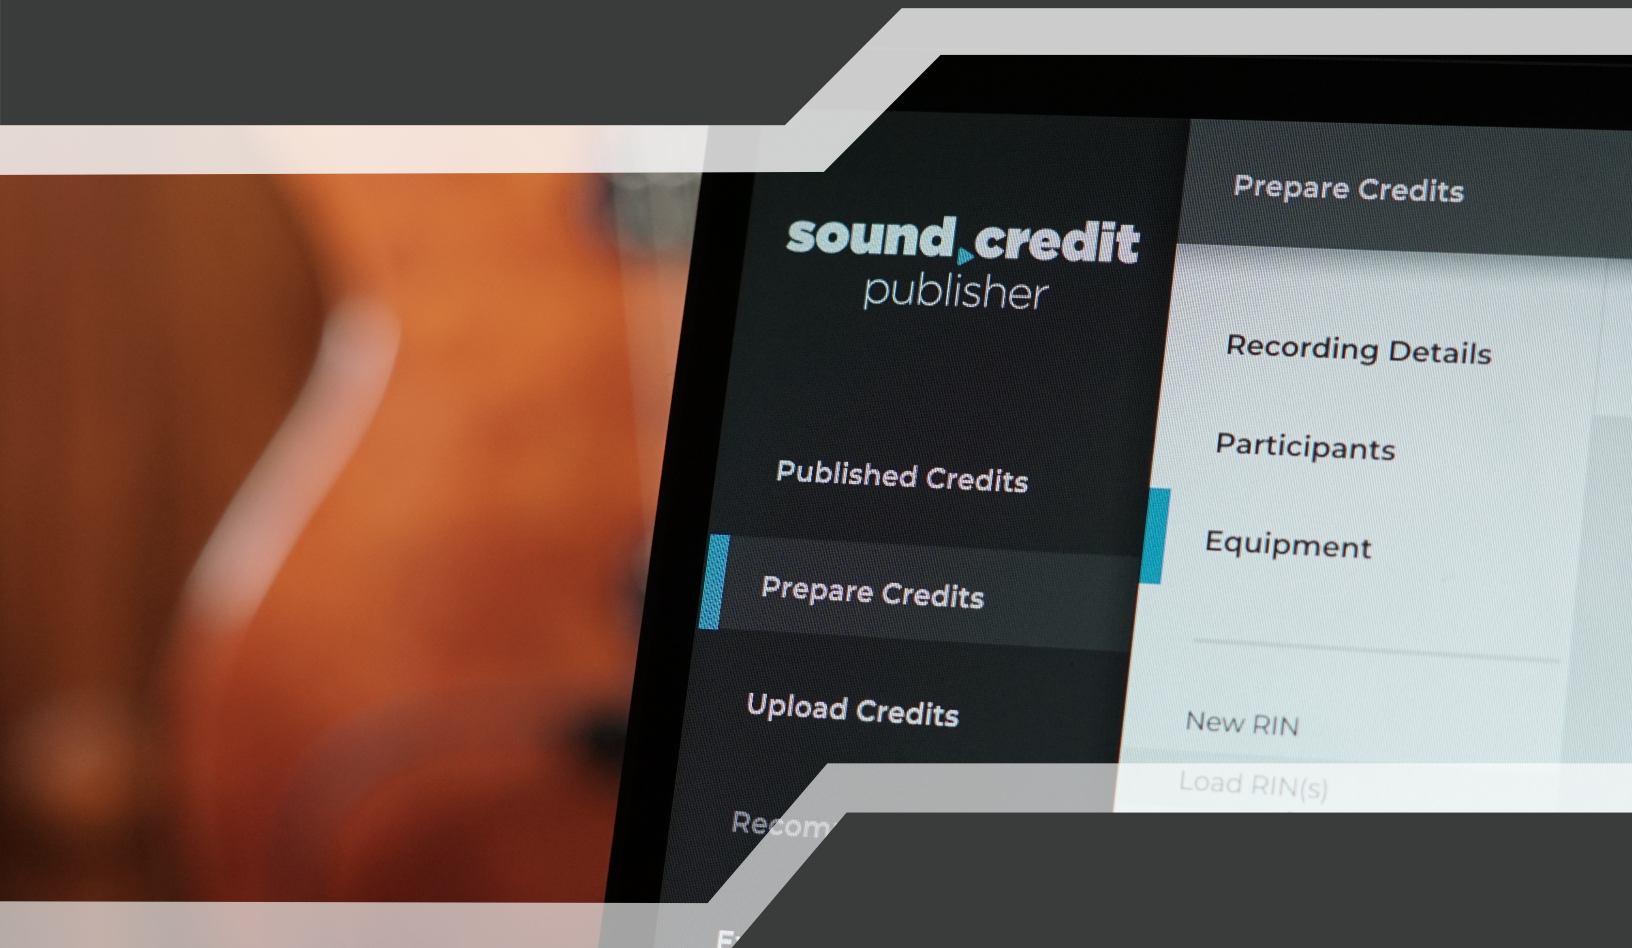 sound credit
publisher
Published Credits
Prepare Credits
Upload Credits
Prepare Credits
Recording Details
Participants
Equipment
New RIN
Load RIN(s)